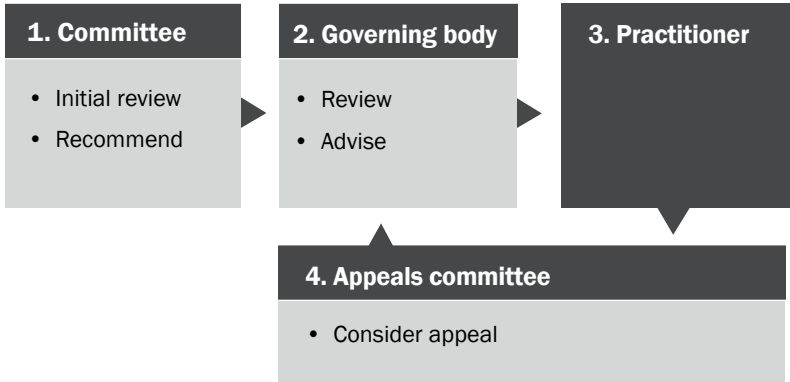 1. Committee
• Initial review
• Recommend
2. Governing body
• Review
• Advise
3. Practitioner
4. Appeals committee
• Consider appeal